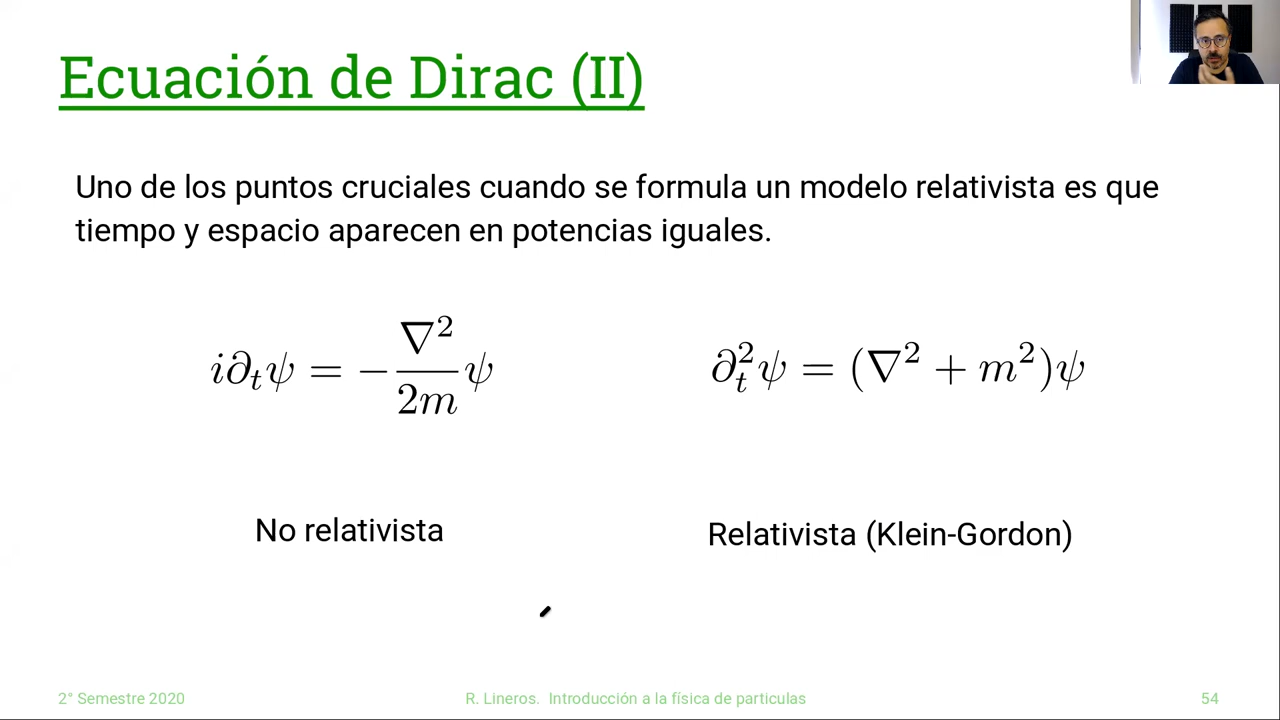 Ecuación de Dirac (II)
Uno de los puntos cruciales cuando se formula un modelo relativista es que
tiempo y espacio aparecen en potencias iguales.
i∂ₜψ = −∇²/2m ψ
∂ₜ²ψ = (∇² + m²)ψ
No relativista
Relativista (Klein-Gordon)
2° Semestre 2020
R. Lineros. Introducción a la física de particulas
54